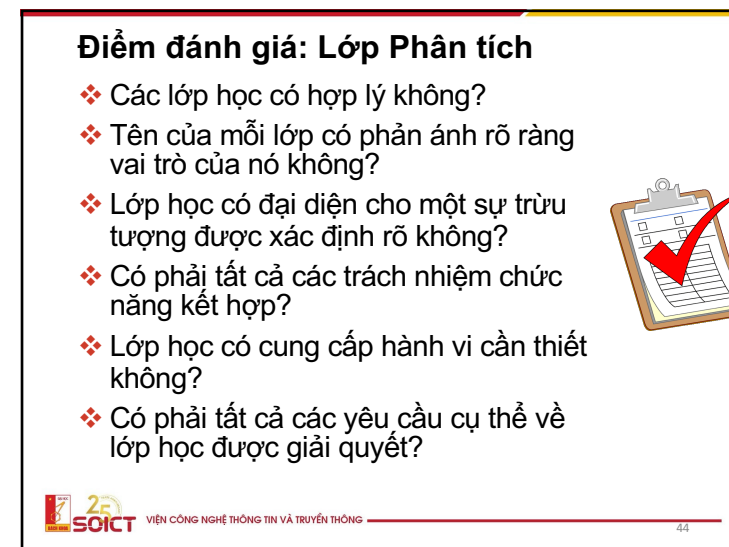 Điểm đánh giá: Lớp Phân tích
❖ Các lớp học có hợp lý không?
❖ Tên của mỗi lớp có phản ánh rõ ràng
vai trò của nó không?
❖ Lớp học có đại diện cho một sự trừu
tượng được xác định rõ không?
❖ Có phải tất cả các trách nhiệm chức
năng kết hợp?
❖ Lớp học có cung cấp hành vi cần thiết
không?
❖ Có phải tất cả các yêu cầu cụ thể về
lớp học được giải quyết?
25
SOICT
VIỆN CÔNG NGHỆ THÔNG TIN VÀ TRUYỀN THÔNG
44